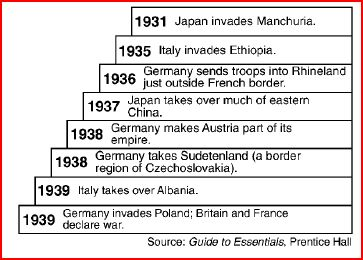 1931 Japan invades Manchuria.
1935 Italy invades Ethiopia.
1936 Germany sends troops into Rhineland
just outside French border.
1937 Japan takes over much of eastern
China.
1938 Germany makes Austria part of its
empire.
1938 Germany takes Sudetenland (a border
region of Czechoslovakia).
1939 Italy takes over Albania.
1939 Germany invades Poland; Britain and France
declare war.
Source: Guide to Essentials, Prentice Hall